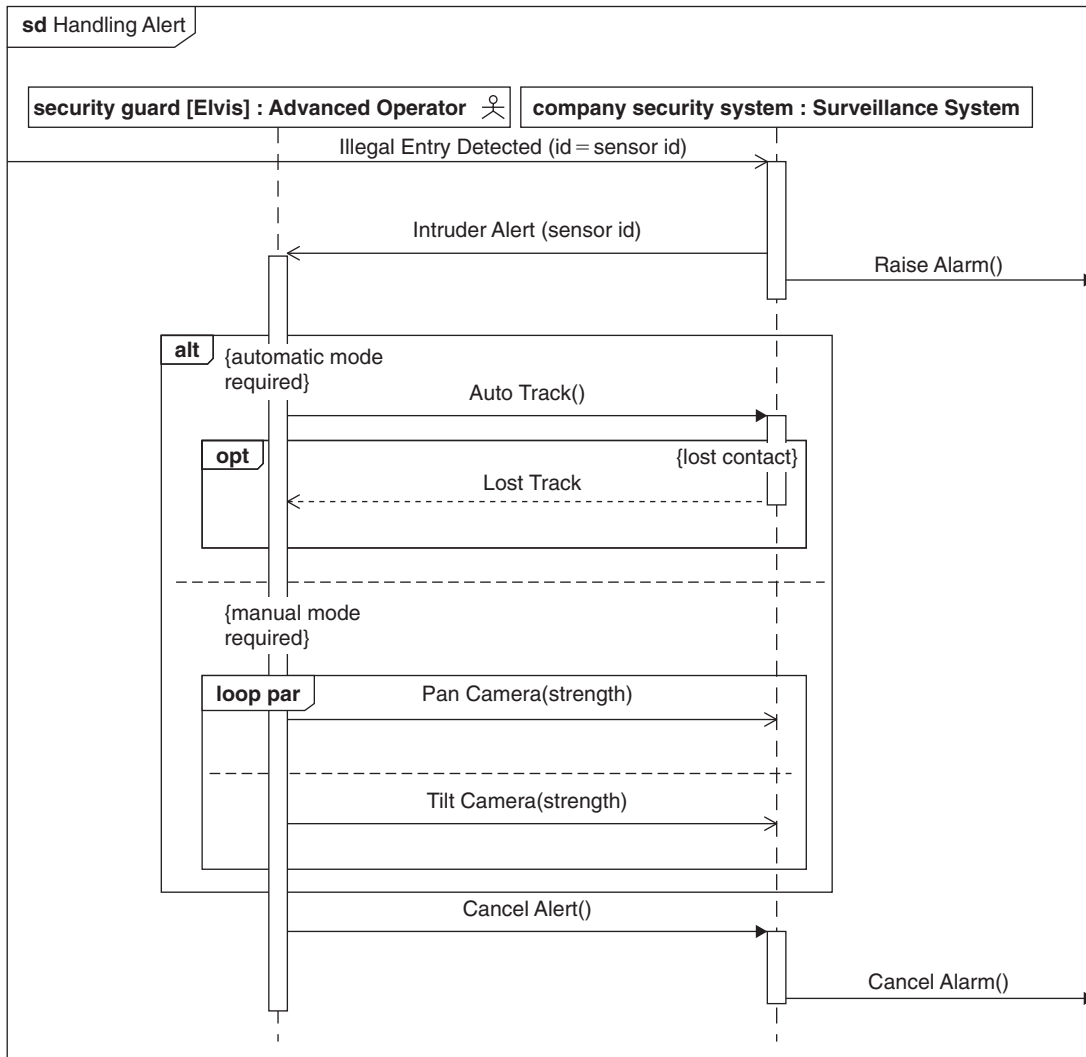 sd Handling Alert
security guard [Elvis] : Advanced Operator
company security system : Surveillance System
Illegal Entry Detected (id = sensor id)
Intruder Alert (sensor id)
Raise Alarm()
alt
{automatic mode
required}
Auto Track()
opt
{lost contact}
Lost Track
{manual mode
required}
loop par
Pan Camera(strength)
Tilt Camera(strength)
Cancel Alert()
Cancel Alarm()